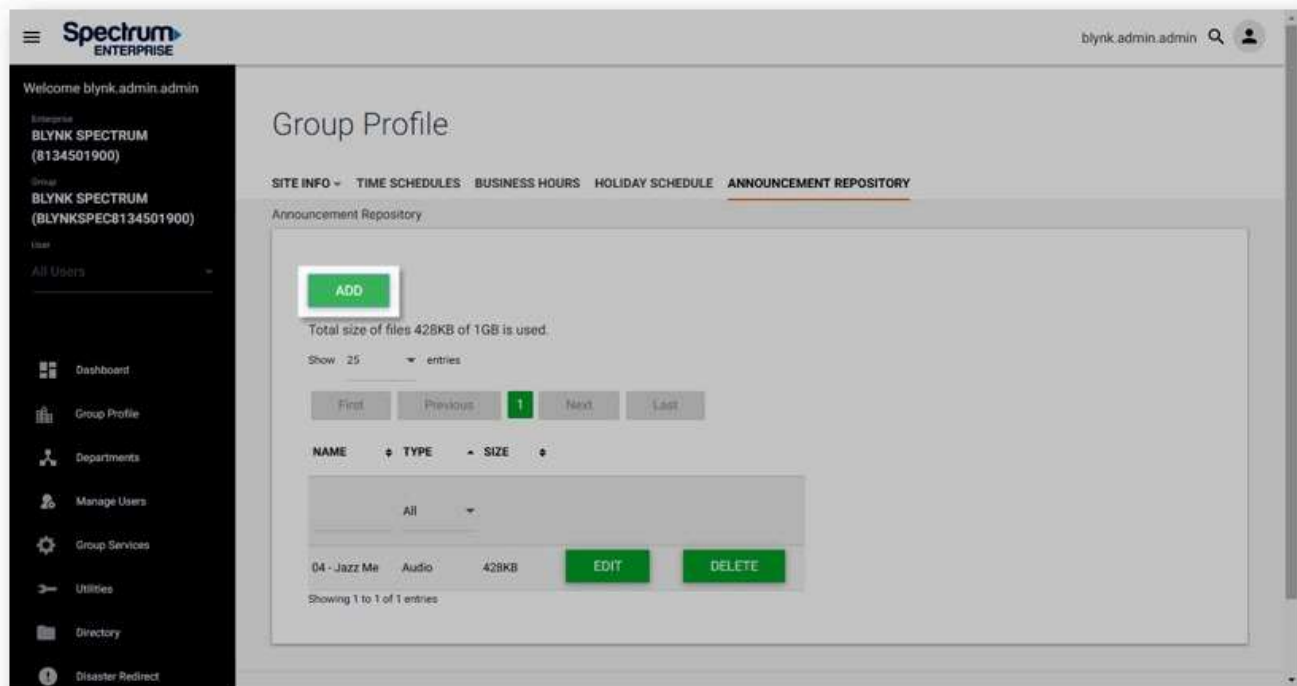 Spectrum
ENTERPRISE
blynk.admin.admin
Welcome blynk.admin.admin
Enterprise
BLYNK SPECTRUM
(8134501900)
Group
BLYNK SPECTRUM
(BLYNKSPEC8134501900)
User
All Users
Dashboard
Group Profile
Departments
Manage Users
Group Services
Utilities
Directory
Disaster Redirect
Group Profile
SITE INFO TIME SCHEDULES BUSINESS HOURS HOLIDAY SCHEDULE ANNOUNCEMENT REPOSITORY
Announcement Repository
ADD
Total size of files 428KB of 1GB is used.
Show 25 entries
First Previous 1 Next Last
NAME TYPE SIZE
All
04 - Jazz Me Audio 428KB EDIT DELETE
Showing 1 to 1 of 1 entries